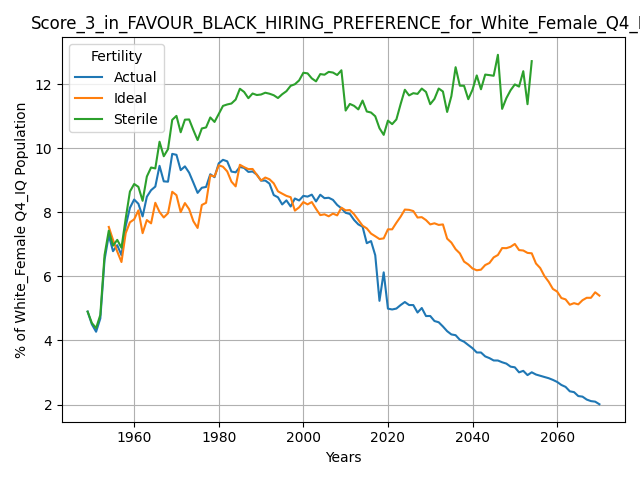 Score_3_in_FAVOUR_BLACK_HIRING_PREFERENCE_for_White_Female_Q4_I
Fertility
Actual
Ideal
Sterile
12
10
8
6
4
2
% of White_Female Q4_IQ Population
1960
1980
2000
2020
2040
2060
Years